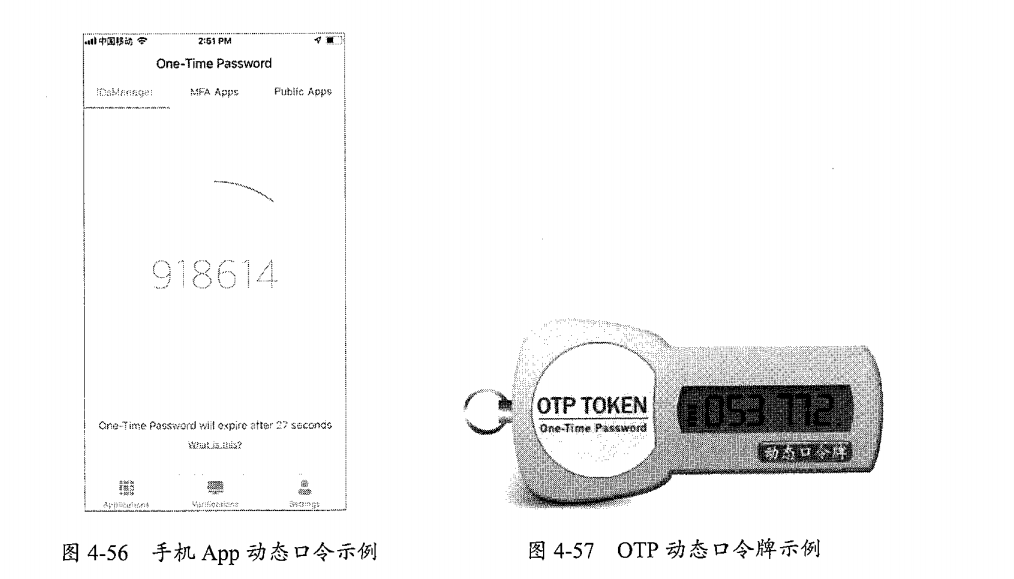 中国移动
2:51 PM
One-Time Password
IDaManager
MFA Apps
Public Apps
918614
One-Time Password will expire after 27 seconds
What is this?
Applications
Verifications
Settings
图 4-56 手机 App 动态口令示例
OTP TOKEN
One-Time Password
053 772
动态口令牌
图 4-57 OTP 动态口令牌示例